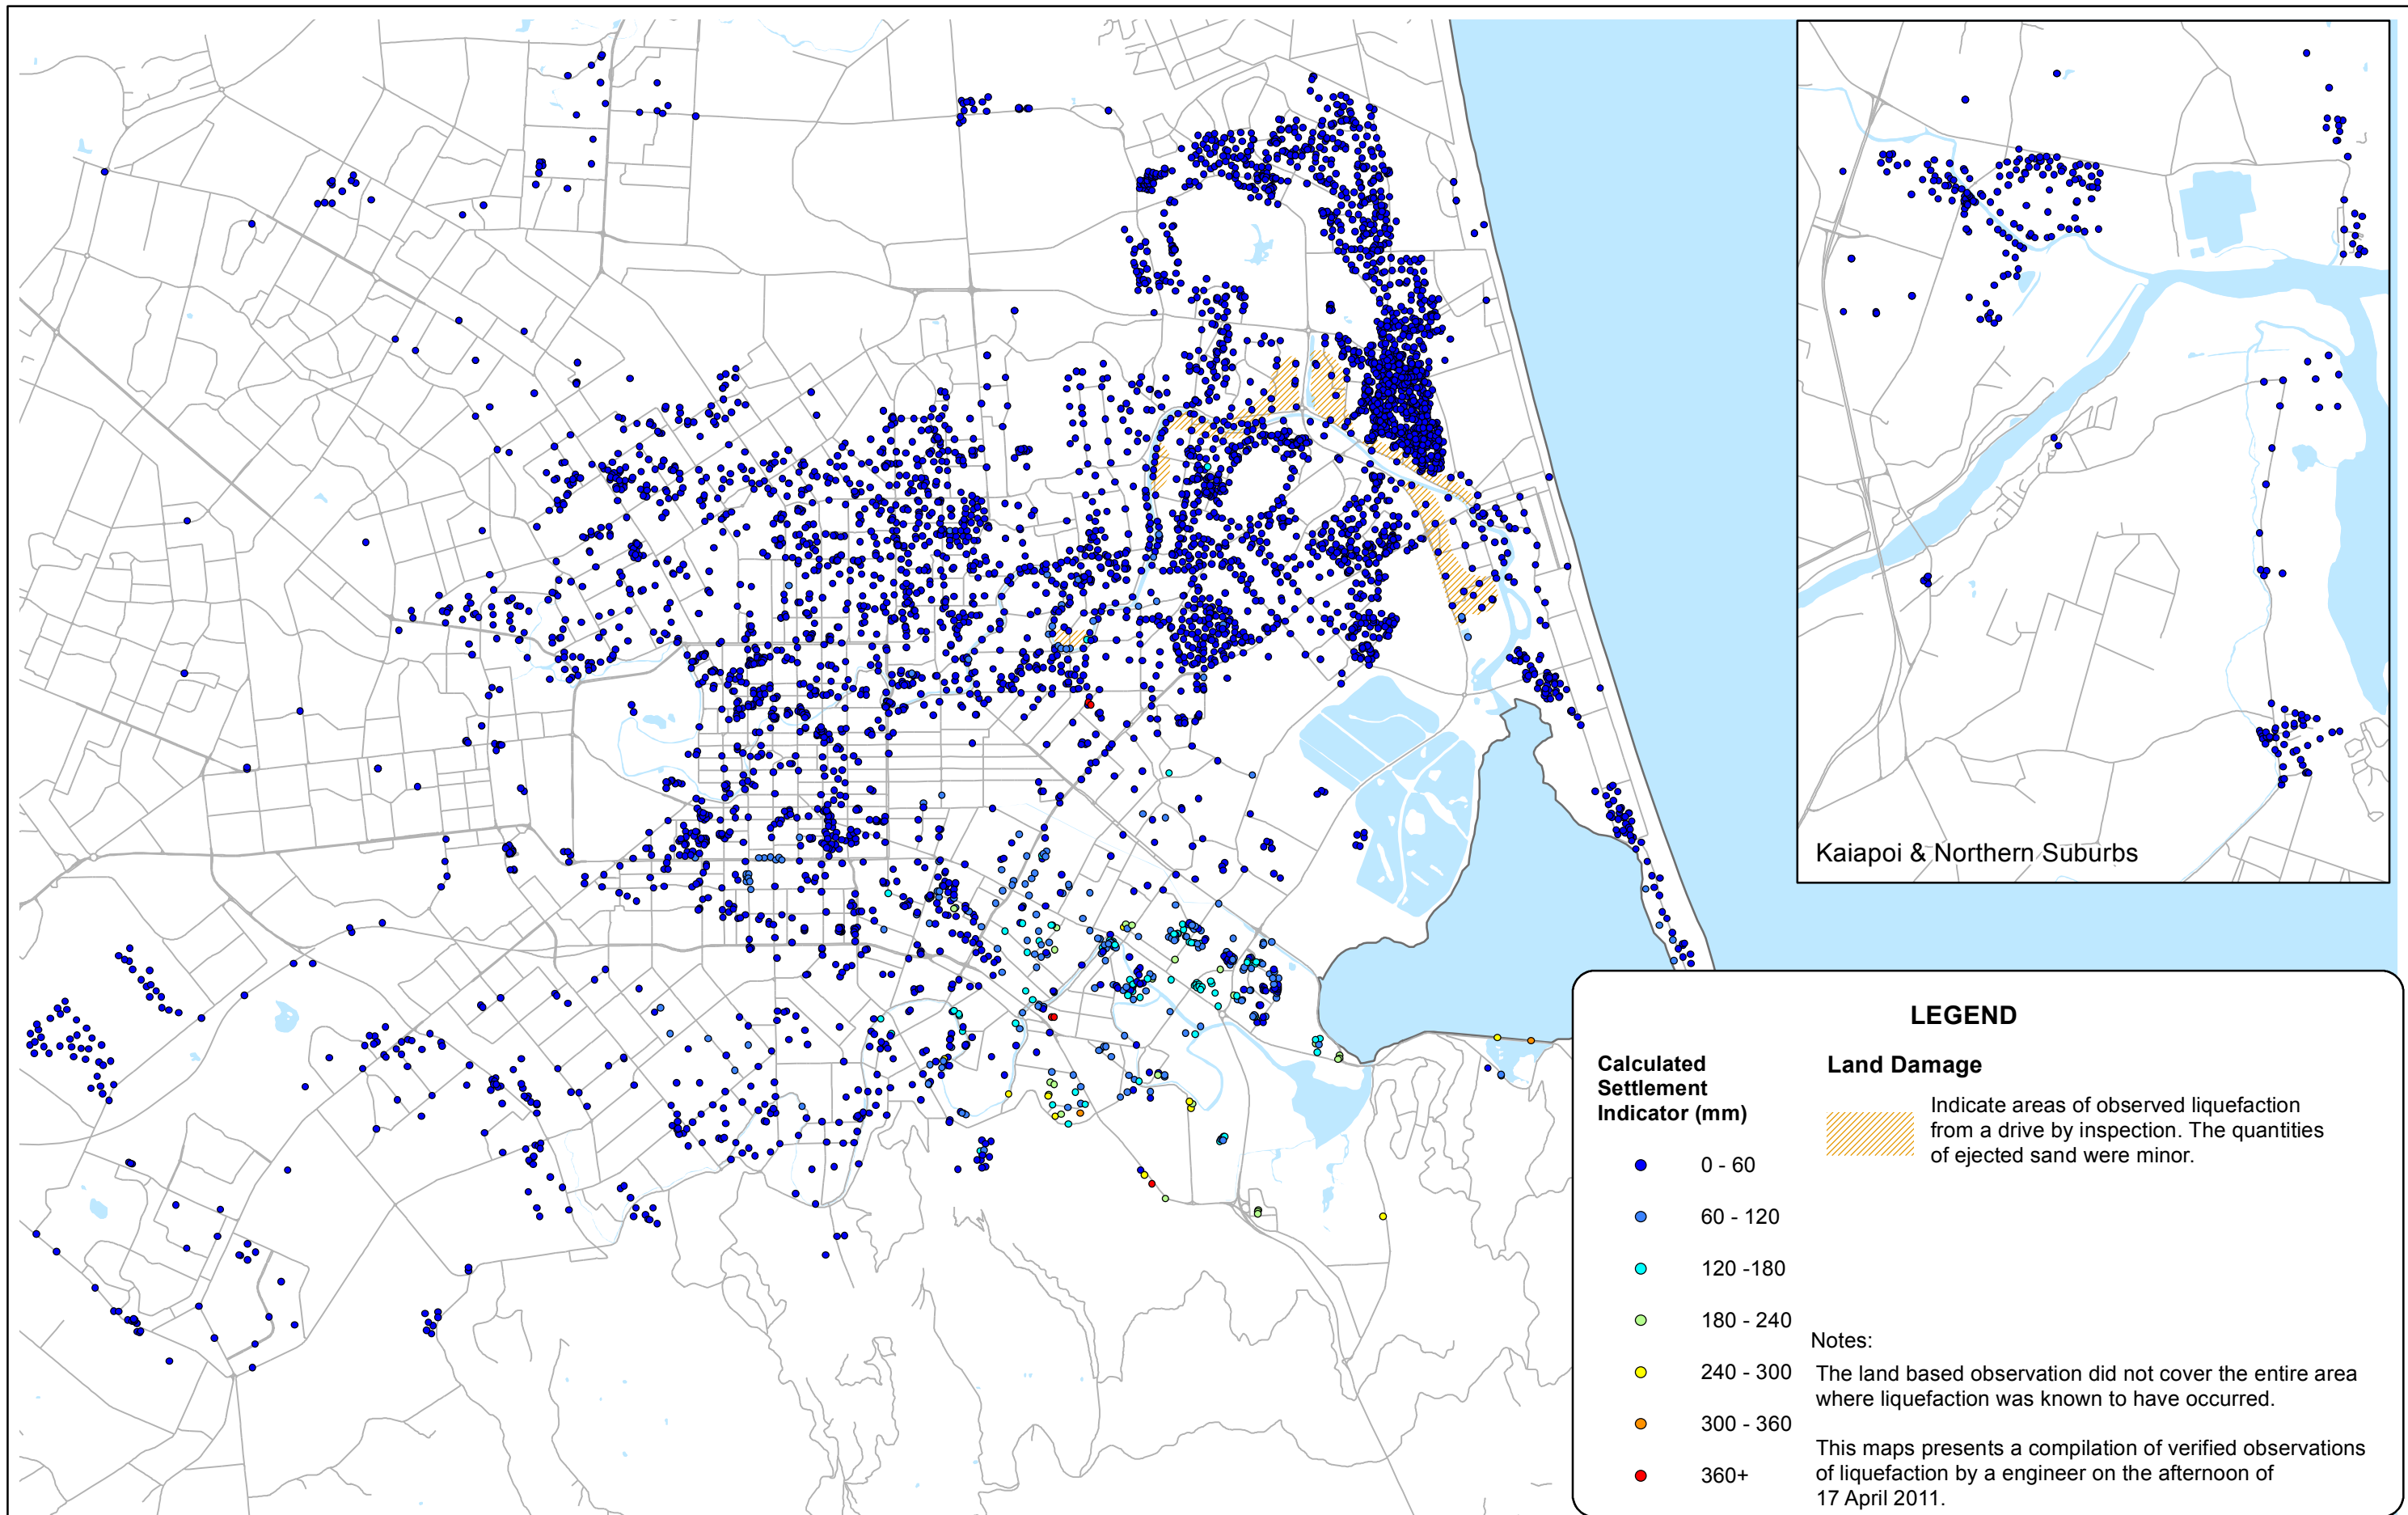 Kaiapoi & Northern Suburbs
LEGEND
Calculated
Settlement
Indicator (mm)
0 - 60
60 - 120
120 -180
180 - 240
240 - 300
300 - 360
360+
Land Damage
Indicate areas of observed liquefaction
from a drive by inspection. The quantities
of ejected sand were minor.
Notes:
The land based observation did not cover the entire area
where liquefaction was known to have occurred.
This maps presents a compilation of verified observations
of liquefaction by a engineer on the afternoon of
17 April 2011.